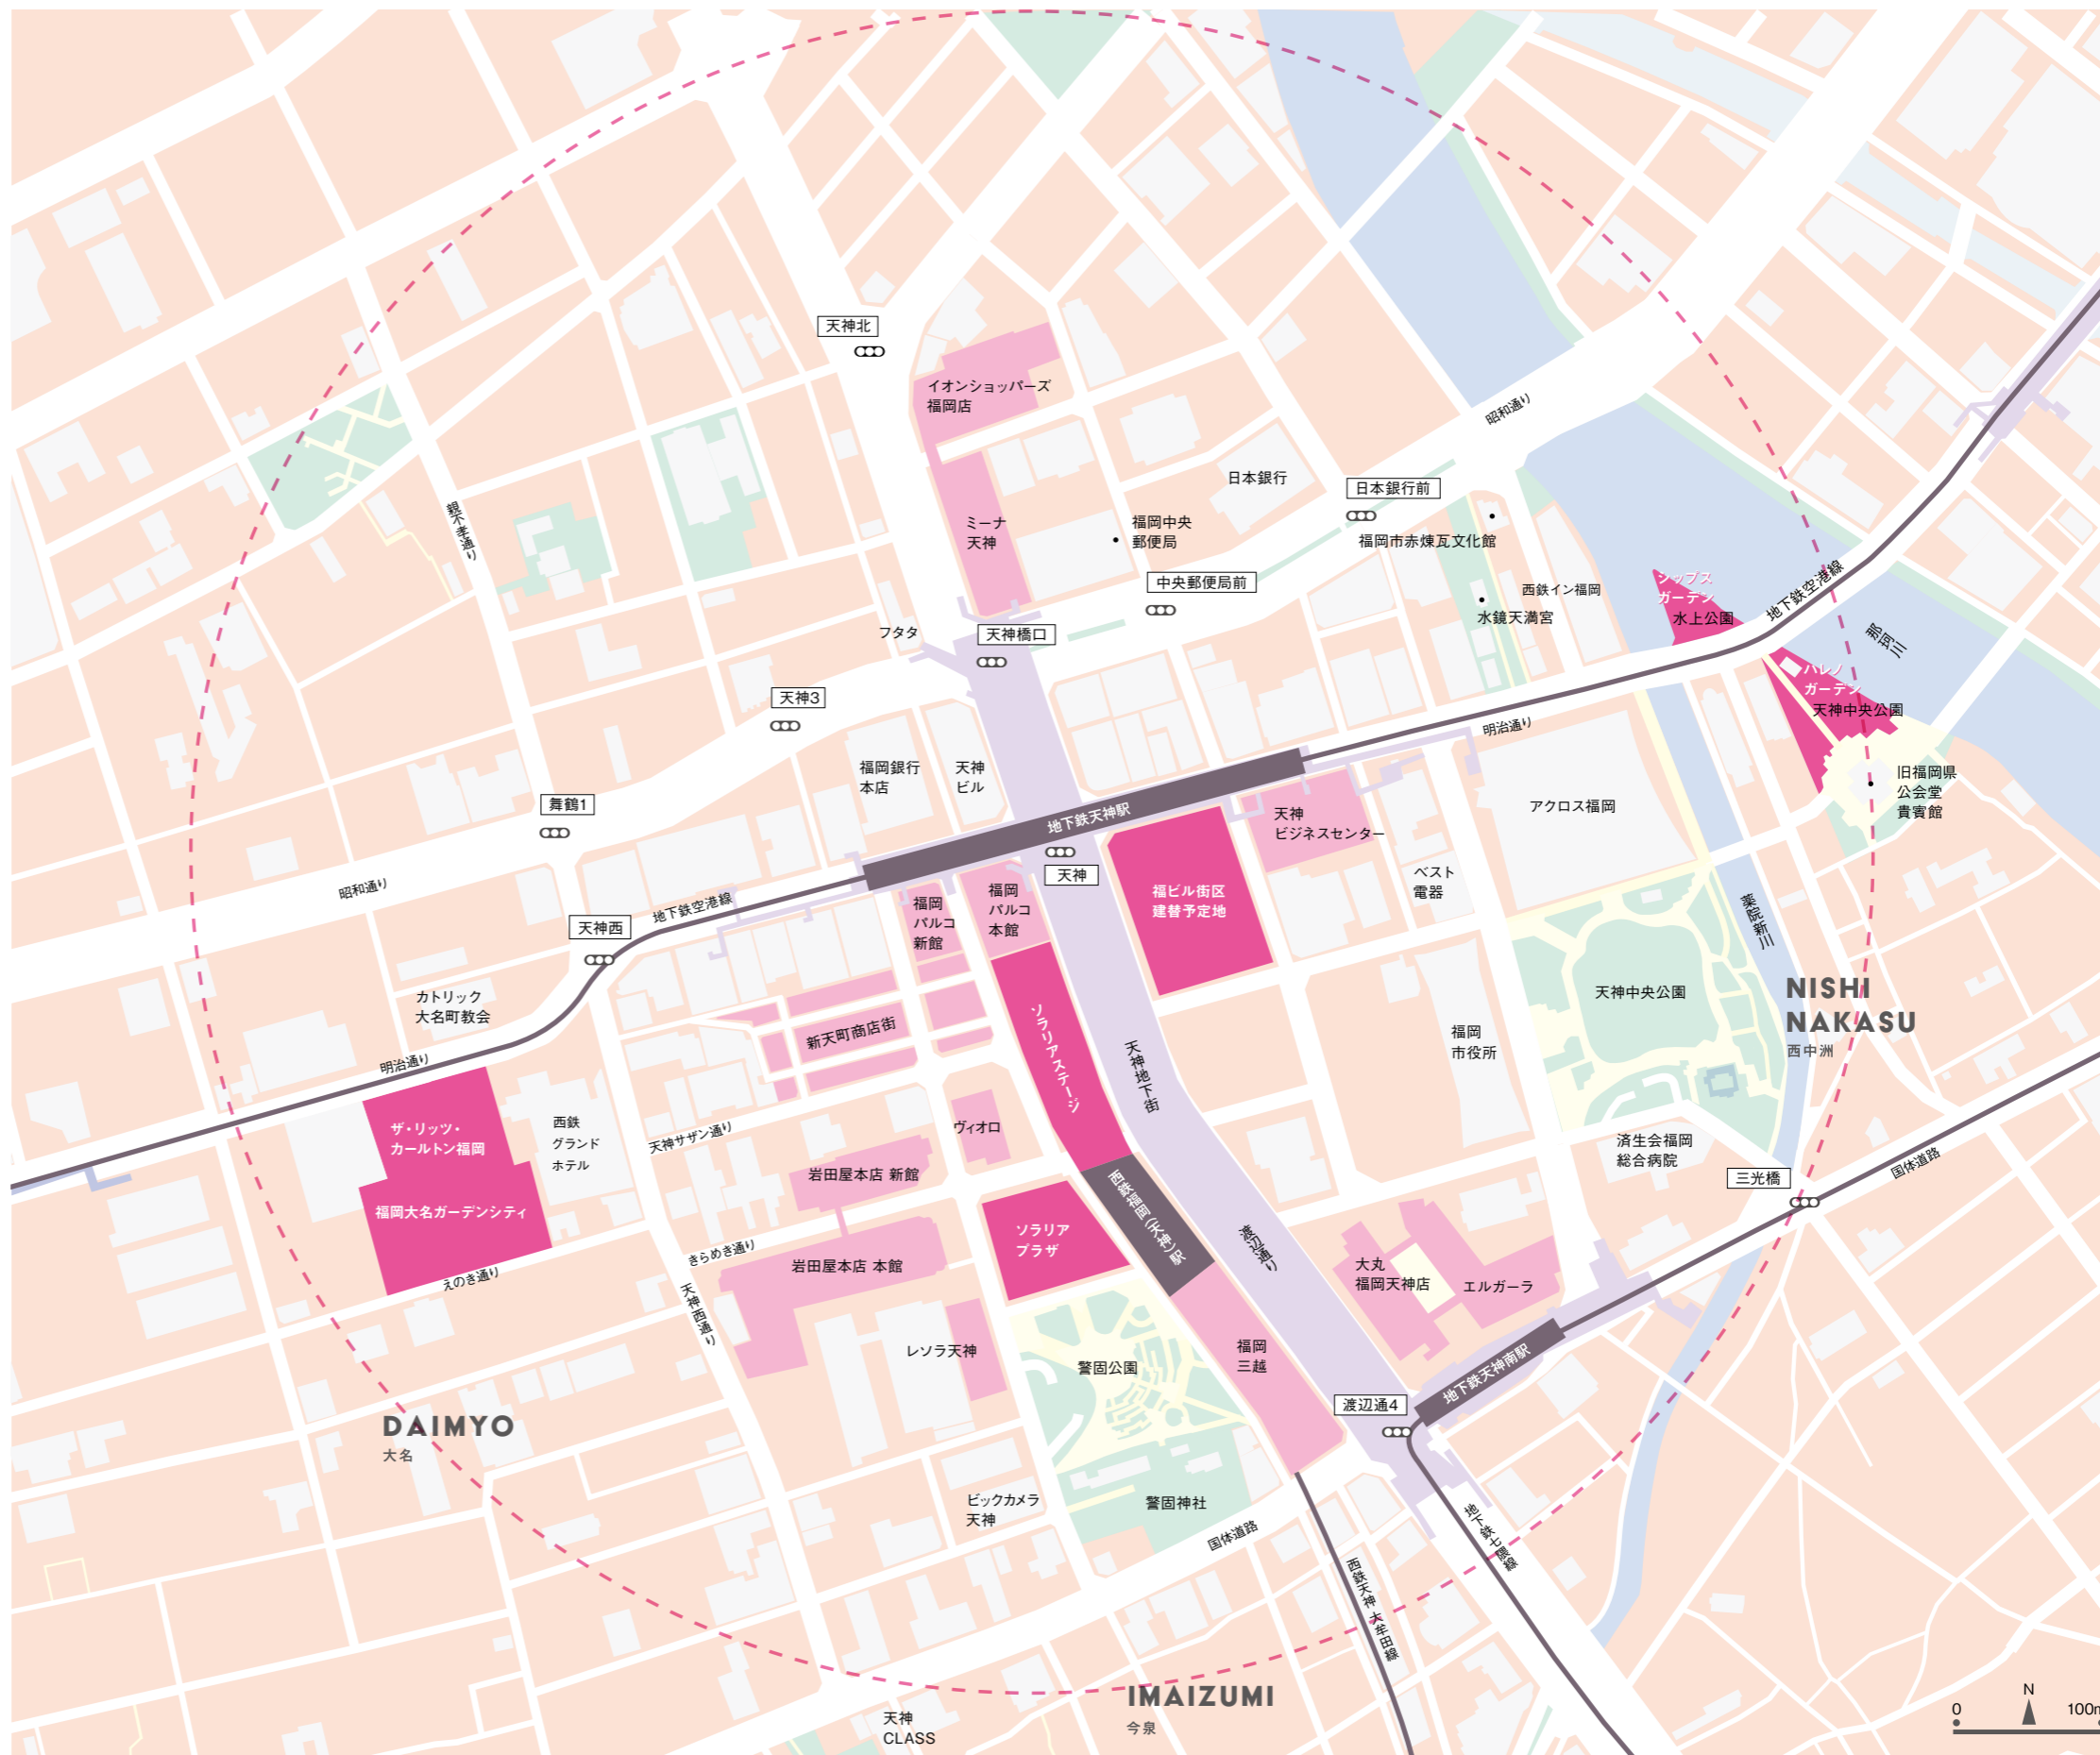 天神北
イオンショッパーズ
福岡店
昭和通り
日本銀行
日本銀行前
親不孝通り
ミーナ
天神
福岡中央
郵便局
福岡市赤煉瓦文化館
中央郵便局前
西鉄イン福岡
シップス
ガーデン
水上公園
地下鉄空港線
水鏡天満宮
フタタ
天神橋口
那珂川
ハレノ
ガーデン
天神中央公園
天神3
明治通り
福岡銀行
本店
天神
ビル
旧福岡県
公会堂
貴賓館
舞鶴1
地下鉄天神駅
天神
ビジネスセンター
アクロス福岡
天神
福ビル街区
建替予定地
ベスト
電器
昭和通り
地下鉄空港線
福岡
パルコ
新館
福岡
パルコ
本館
天神西
薬院新川
カトリック
大名町教会
新天町商店街
ソラリアステージ
天神地下街
天神中央公園
NISHI
NAKASU
西中洲
福岡
市役所
明治通り
ザ・リッツ・
カールトン福岡
西鉄
グランド
ホテル
天神サザン通り
ヴィオロ
済生会福岡
総合病院
三光橋
国体道路
岩田屋本店 新館
西鉄福岡(天神)駅
福岡大名ガーデンシティ
ソラリア
プラザ
渡辺通り
きらめき通り
岩田屋本店 本館
大丸
福岡天神店
エルガーラ
えのき通り
天神西通り
レソラ天神
警固公園
福岡
三越
地下鉄天神南駅
渡辺通4
DAIMYO
大名
ビックカメラ
天神
警固神社
国体道路
地下鉄七隈線
西鉄天神 大牟田線
IMAIZUMI
今泉
天神
CLASS
N
0
100m